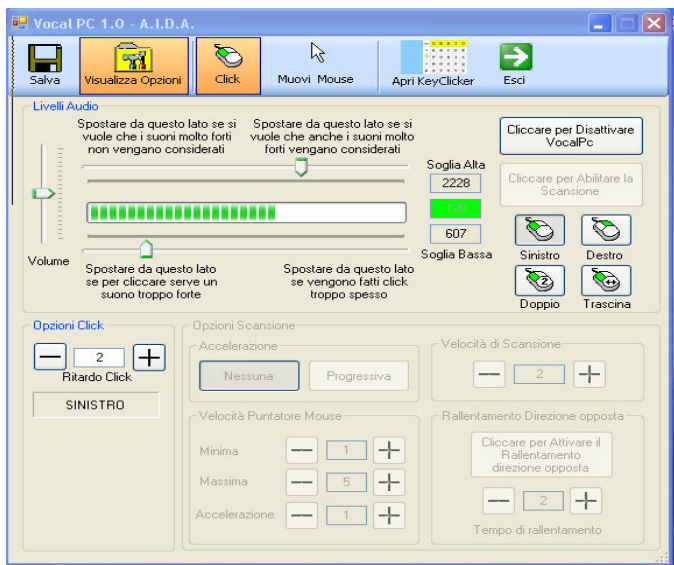 Vocal PC 1.0 - A.I.D.A.
Salva
Visualizza Opzioni
Click
Muovi Mouse
Apri KeyClicker
Esci
Livelli Audio
Spostare da questo lato se si
vuole che i suoni molto forti
non vengano considerati
Spostare da questo lato se si
vuole che anche i suoni molto
forti vengano considerati
Volume
Spostare da questo lato
se per cliccare serve un
suono troppo forte
Spostare da questo lato
se vengono fatti click
troppo spesso
Soglia Alta
2228
120
607
Soglia Bassa
Cliccare per Disattivare
VocalPc
Cliccare per Abilitare la
Scansione
Sinistro
Destro
2
Doppio
Trascina
Opzioni Click
2
Ritardo Click
SINISTRO
Opzioni Scansione
Accelerazione
Nessuna
Progressiva
Velocità di Scansione
2
Velocità Puntatore Mouse
Minima
1
Massima
5
Accelerazione
1
Rallentamento Direzione opposta
Cliccare per Attivare il
Rallentamento
direzione opposta
2
Tempo di rallentamento